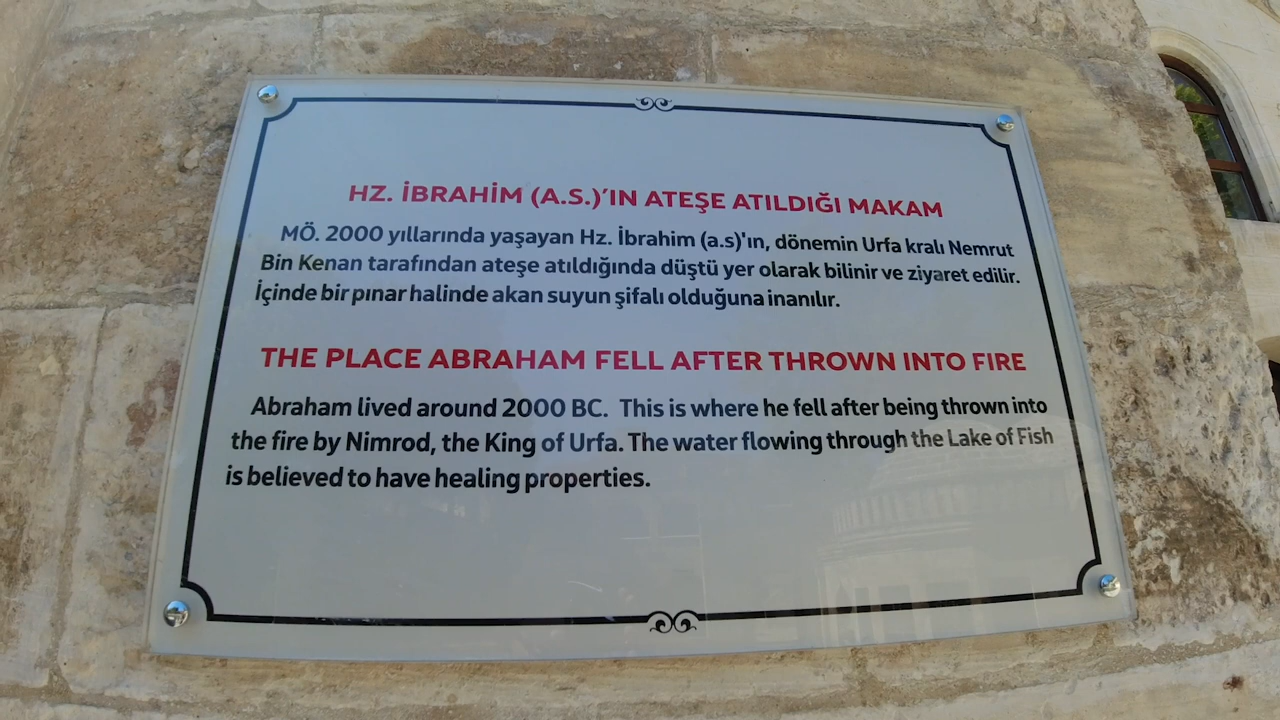 HZ. İBRAHİM (A.S.)'IN ATEŞE ATILDIĞI MAKAM
MÖ. 2000 yıllarında yaşayan Hz. İbrahim (a.s)'ın, dönemin Urfa kralı Nemrut
Bin Kenan tarafından ateşe atıldığında düştü yer olarak bilinir ve ziyaret edilir.
İçinde bir pınar halinde akan suyun şifalı olduğuna inanılır.
THE PLACE ABRAHAM FELL AFTER THROWN INTO FIRE
Abraham lived around 2000 BC. This is where he fell after being thrown into
the fire by Nimrod, the King of Urfa. The water flowing through the Lake of Fish
is believed to have healing properties.